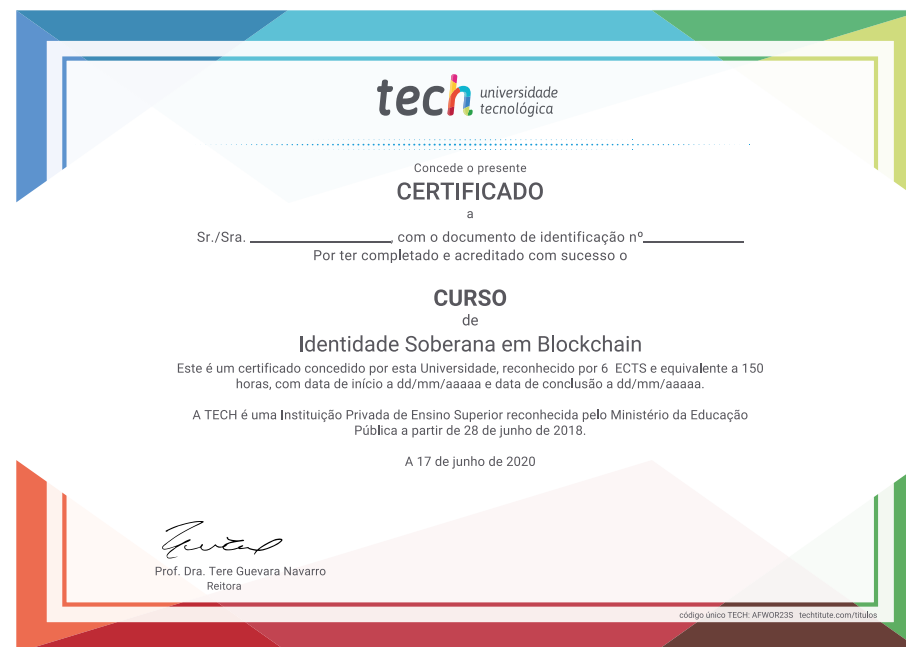 tech universidade
tecnológica
Concede o presente
CERTIFICADO
a
Sr./Sra. ________________, com o documento de identificação nº____________
Por ter completado e acreditado com sucesso o
CURSO
de
Identidade Soberana em Blockchain
Este é um certificado concedido por esta Universidade, reconhecido por 6 ECTS e equivalente a 150
horas, com data de início a dd/mm/aaaaa e data de conclusão a dd/mm/aaaaa.
A TECH é uma Instituição Privada de Ensino Superior reconhecida pelo Ministério da Educação
Pública a partir de 28 de junho de 2018.
A 17 de junho de 2020
Prof. Dra. Tere Guevara Navarro
Reitora
código único TECH: AFWOR23S techtitute.com/titulos